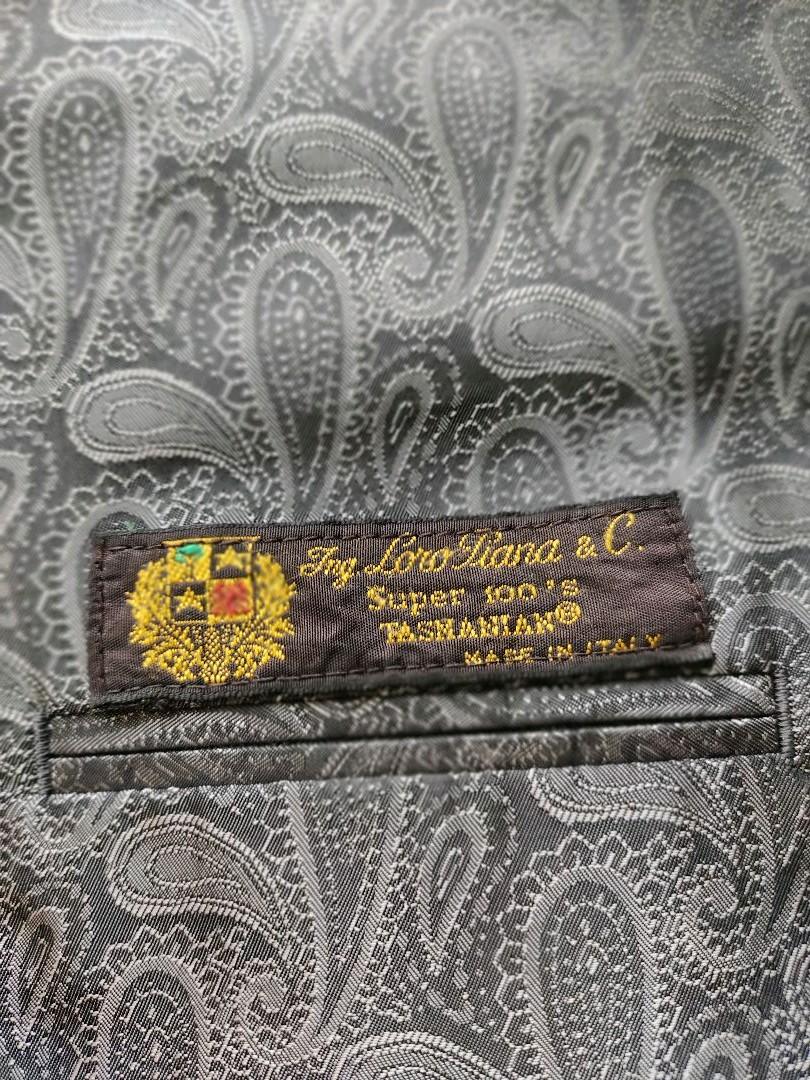 Ing. Loro Piana & C.
Super 100's
TASMANIAN®
MADE IN ITALY